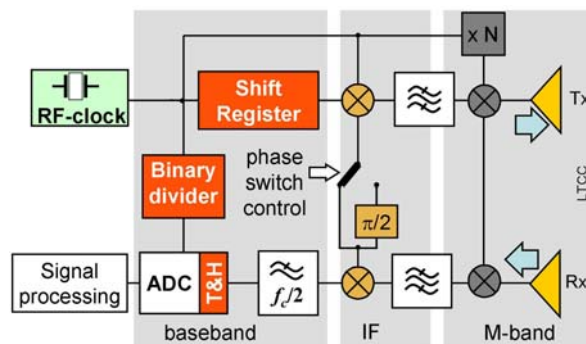 x N
Shift
Register
RF-clock
Tx
Binary
divider
phase
switch
control
LTCC
π/2
Signal
processing
ADC
T&H
fc/2
Rx
baseband
IF
M-band